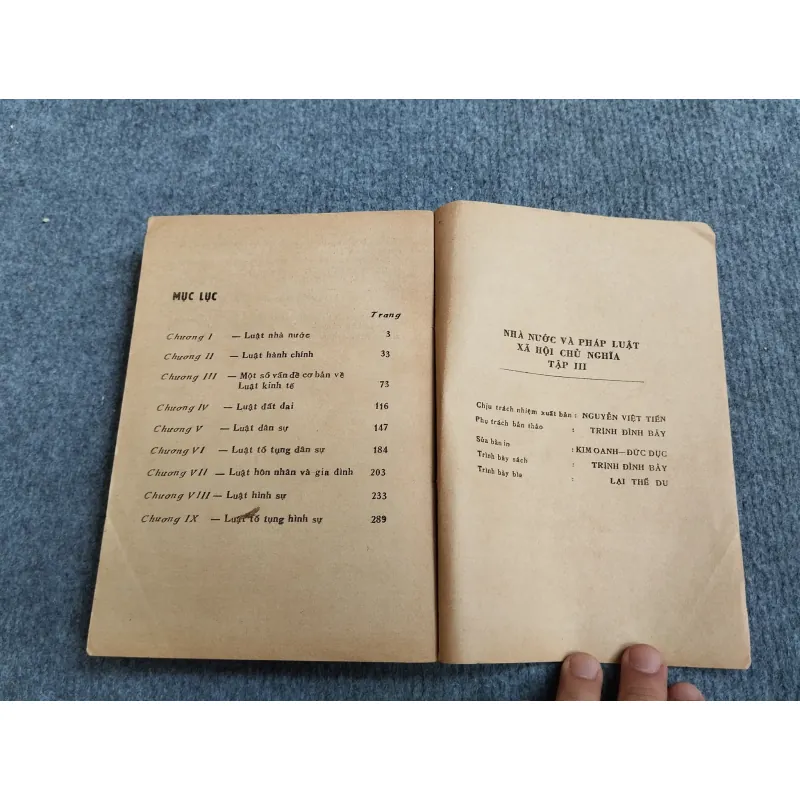 MỤC LỤC
Trang
Chương I — Luật nhà nước 3
Chương II — Luật hành chính 33
Chương III — Một số vấn đề cơ bản về
Luật kinh tế 73
Chương IV — Luật đất đai 116
Chương V — Luật dân sự 147
Chương VI — Luật tố tụng dân sự 184
Chương VII — Luật hôn nhân và gia đình 203
Chương VIII — Luật hình sự 233
Chương IX — Luật tố tụng hình sự 289
NHÀ NƯỚC VÀ PHÁP LUẬT
XÃ HỘI CHỦ NGHĨA
TẬP III
Chịu trách nhiệm xuất bản : NGUYỄN VIỆT TIẾN
Phụ trách bản thảo : TRỊNH ĐÌNH BẢY
Sửa bản in : KIM OANH—ĐỨC DỤC
Trình bày sách : TRỊNH ĐÌNH BẢY
Trình bày bìa : LẠI THẾ DU